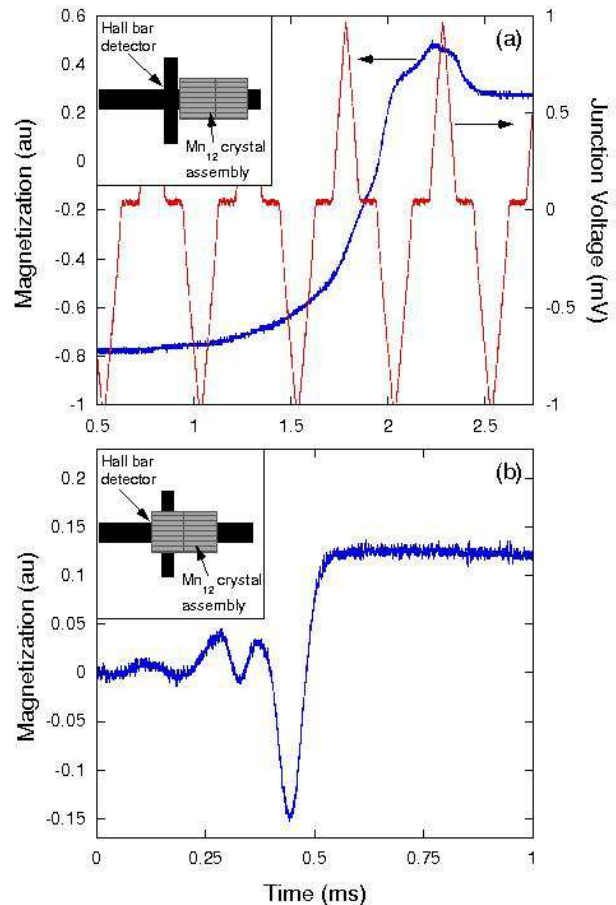 (a)
Hall bar
detector
Mn12 crystal
assembly
Magnetization (au)
0.6
0.4
0.2
0
-0.2
-0.4
-0.6
-0.8
-1
1
0.5
0
-0.5
-1
Junction Voltage (mV)
0.5 1 1.5 2 2.5
(b)
Hall bar
detector
Mn12 crystal
assembly
Magnetization (au)
0.2
0.15
0.1
0.05
0
-0.05
-0.1
-0.15
0 0.25 0.5 0.75 1
Time (ms)